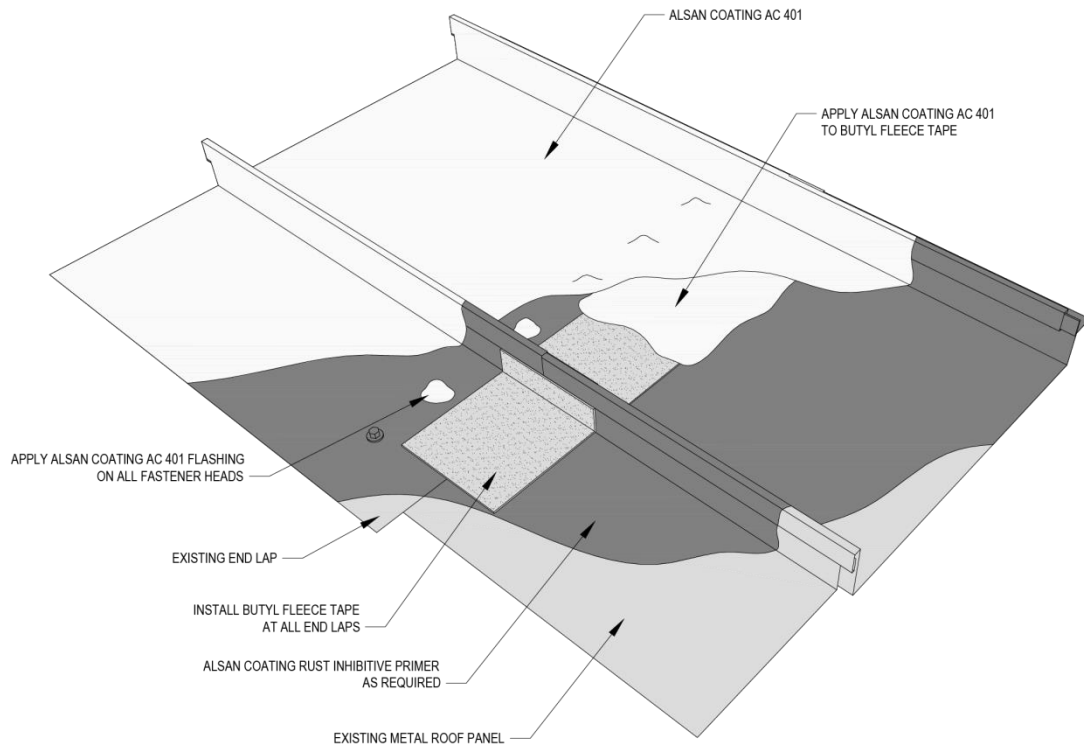 ALSAN COATING AC 401
APPLY ALSAN COATING AC 401
TO BUTYL FLEECE TAPE
APPLY ALSAN COATING AC 401 FLASHING
ON ALL FASTENER HEADS
EXISTING END LAP
INSTALL BUTYL FLEECE TAPE
AT ALL END LAPS
ALSAN COATING RUST INHIBITIVE PRIMER
AS REQUIRED
EXISTING METAL ROOF PANEL